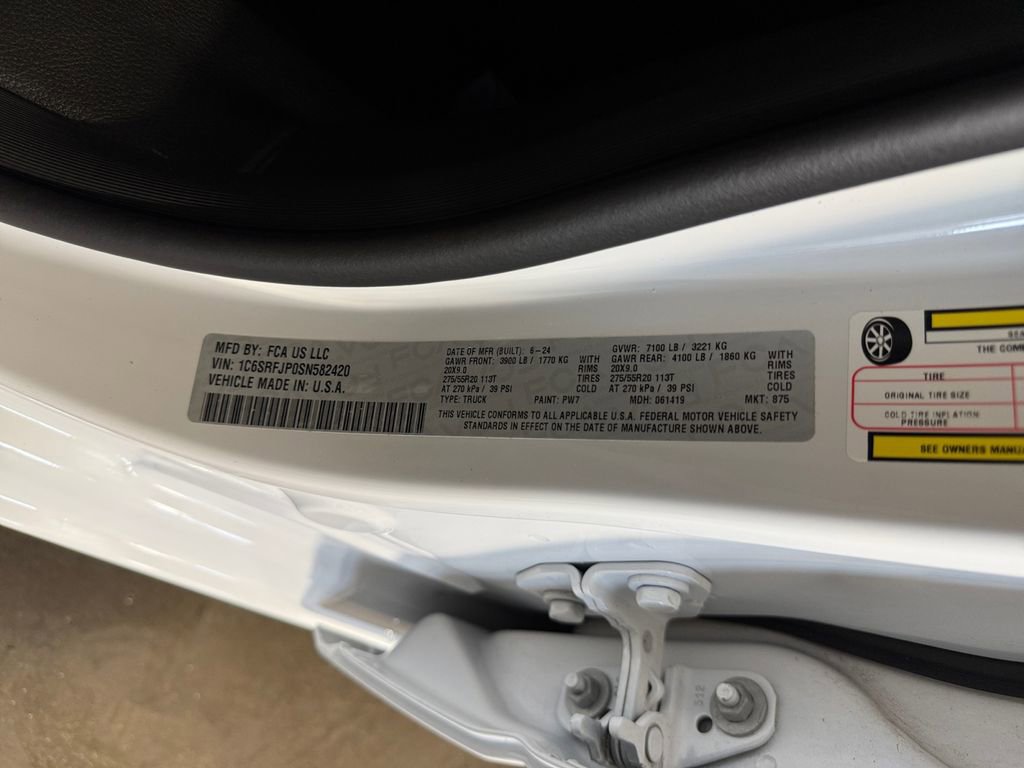 MFD BY: FCA US LLC
VIN: 1C6SRFJP0SN582420
VEHICLE MADE IN U.S.A.
DATE OF MFR (BUILT): 6-24
GVWR: 7100 LB / 3221 KG
GAWR FRONT: 3900 LB / 1770 KG WITH
GAWR REAR: 4100 LB / 1860 KG WITH
20X9.0 RIMS
20X9.0 RIMS
275/55R20 113T TIRES
275/55R20 113T TIRES
AT 270 kPa / 39 PSI COLD
AT 270 kPa / 39 PSI COLD
TYPE: TRUCK PAINT: PW7 MDH: 061419 MKT: 875
THIS VEHICLE CONFORMS TO ALL APPLICABLE U.S.A. FEDERAL MOTOR VEHICLE SAFETY
STANDARDS IN EFFECT ON THE DATE OF MANUFACTURE SHOWN ABOVE.
THE
TIRE
ORIGINAL TIRE SIZE
COLD TIRE INFLATION
PRESSURE
SEE OWNERS
312